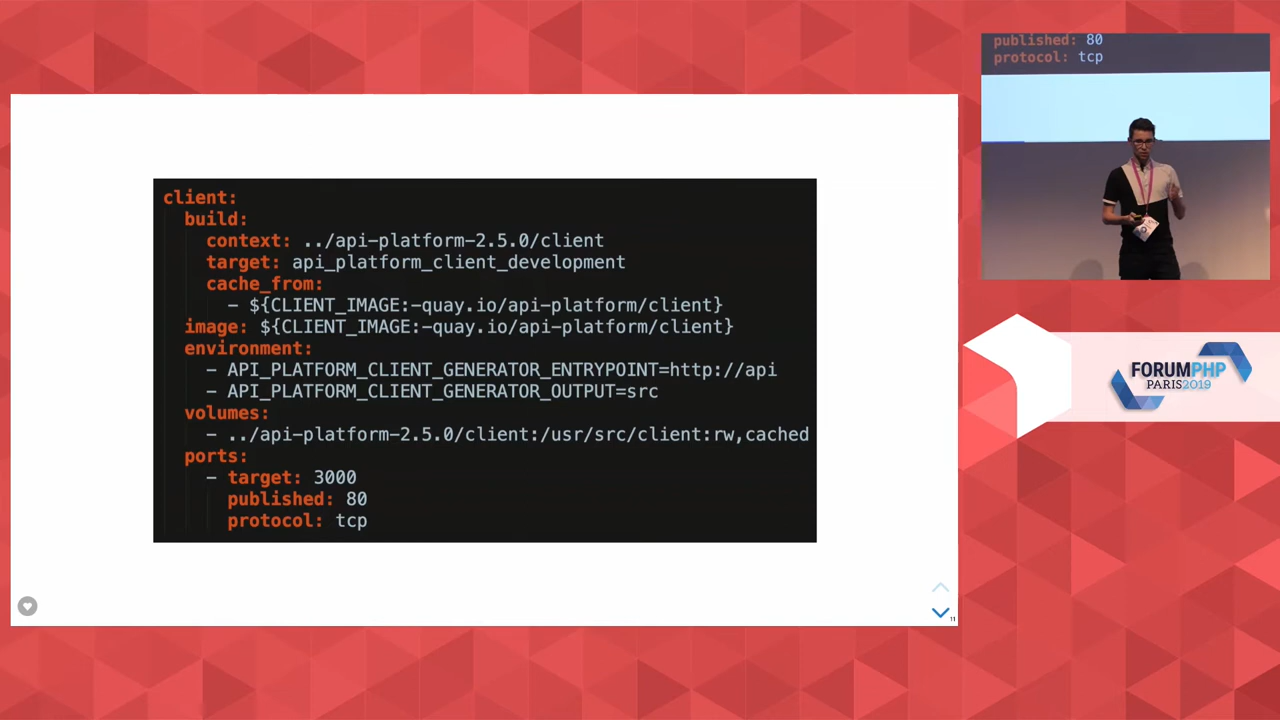 client:
build:
context: ../api-platform-2.5.0/client
target: api_platform_client_development
cache_from:
- ${CLIENT_IMAGE:-quay.io/api-platform/client}
image: ${CLIENT_IMAGE:-quay.io/api-platform/client}
environment:
- API_PLATFORM_CLIENT_GENERATOR_ENTRYPOINT=http://api
- API_PLATFORM_CLIENT_GENERATOR_OUTPUT=src
volumes:
- ../api-platform-2.5.0/client:/usr/src/client:rw,cached
ports:
- target: 3000
published: 80
protocol: tcp
11
published: 80
protocol: tcp
FORUMPHP
PARIS2019